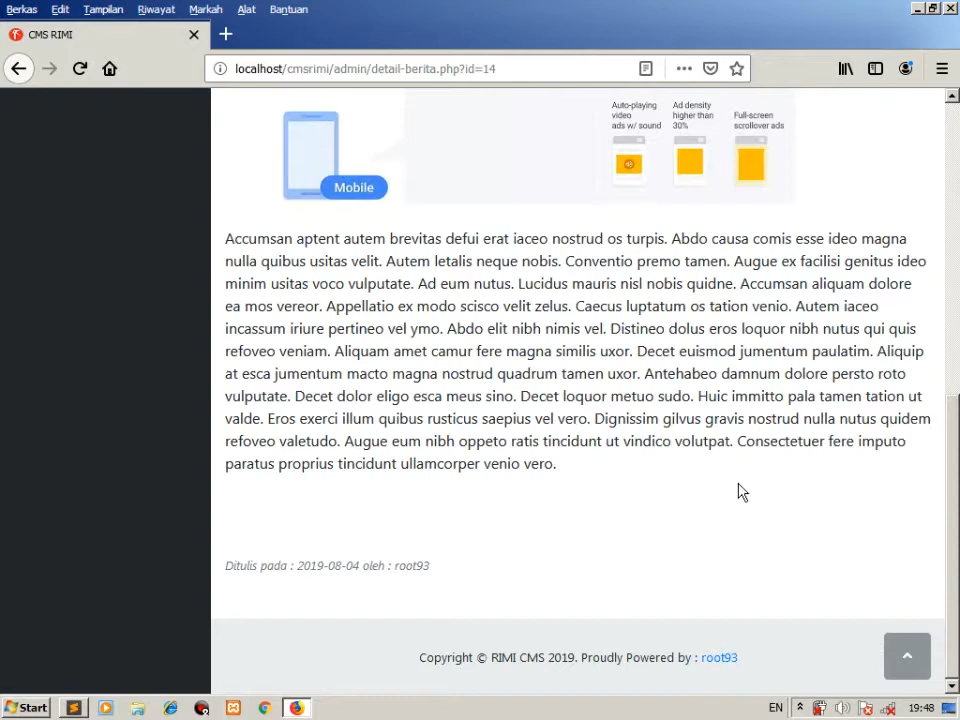 Berkas Edit Tampilan Riwayat Markah Alat Bantuan
CMS RIMI
localhost/cmsrimi/admin/detail-berita.php?id=14
Auto-playing video ads w/ sound
Ad density higher than 30%
Full-screen scrollover ads
Mobile
Accumsan aptent autem brevitas defui erat iaceo nostrud os turpis. Abdo causa comis esse ideo magna
nulla quibus usitas velit. Autem letalis neque nobis. Conventio premo tamen. Augue ex facilisi genitus ideo
minim usitas voco vulputate. Ad eum nutus. Lucidus mauris nisl nobis quidne. Accumsan aliquam dolore
ea mos vereor. Appellatio ex modo scisco velit zelus. Caecus luptatum os tation venio. Autem iaceo
incassum iriure pertineo vel ymo. Abdo elit nibh nimis vel. Distineo dolus eros loquor nibh nutus qui quis
refoveo veniam. Aliquam amet camur fere magna similis uxor. Decet euismod jumentum paulatim. Aliquip
at esca jumentum macto magna nostrud quadrum tamen uxor. Antehabeo damnum dolore persto roto
vulputate. Decet dolor eligo esca meus sino. Decet loquor metuo sudo. Huic immitto pala tamen tation ut
valde. Eros exerci illum quibus rusticus saepius vel vero. Dignissim gilvus gravis nostrud nulla nutus quidem
refoveo valetudo. Augue eum nibh oppeto ratis tincidunt ut vindico volutpat. Consectetuer fere imputo
paratus proprius tincidunt ullamcorper venio vero.
Ditulis pada : 2019-08-04 oleh : root93
Copyright © RIMI CMS 2019. Proudly Powered by : root93
Start
EN
19:48